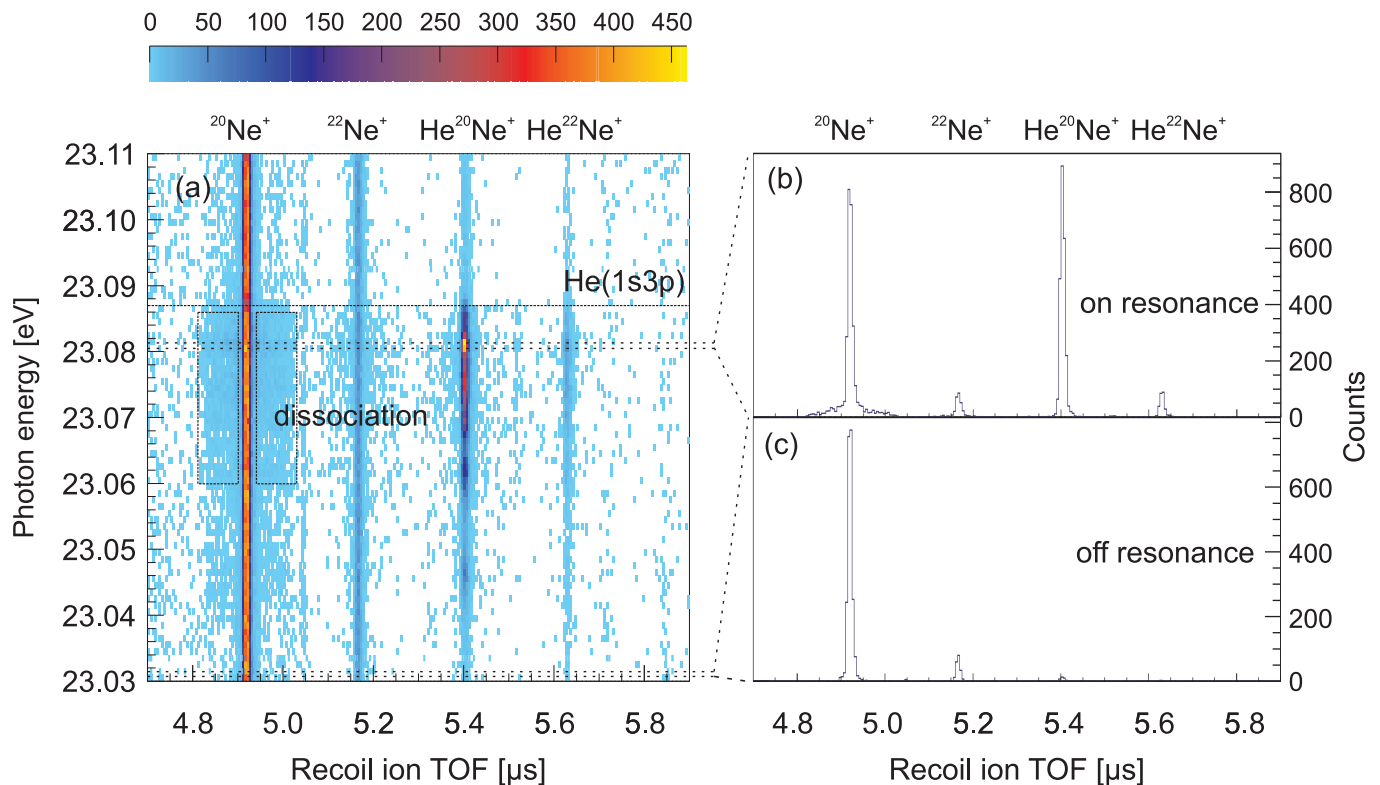 0 50 100 150 200 250 300 350 400 450
²⁰Ne⁺ ²²Ne⁺ He²⁰Ne⁺ He²²Ne⁺
²⁰Ne⁺ ²²Ne⁺ He²⁰Ne⁺ He²²Ne⁺
Photon energy [eV]
23.11
23.10
23.09
23.08
23.07
23.06
23.05
23.04
23.03
(a)
He(1s3p)
dissociation
4.8 5.0 5.2 5.4 5.6 5.8
Recoil ion TOF [µs]
(b)
on resonance
800
600
400
200
0
Counts
(c)
off resonance
600
400
200
0
4.8 5.0 5.2 5.4 5.6 5.8
Recoil ion TOF [µs]